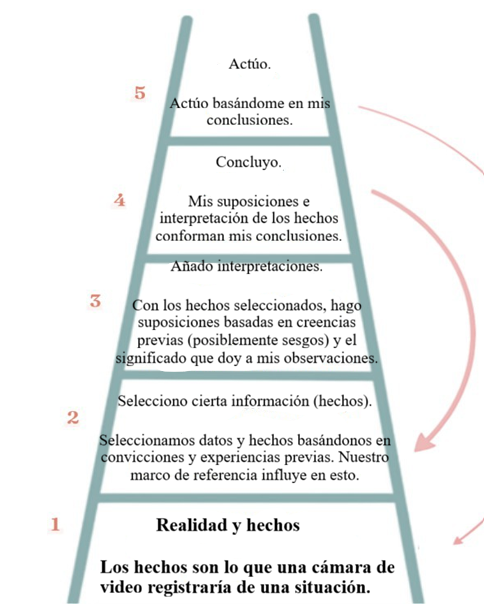 Actúo.
5
Actúo basándome en mis
conclusiones.
Concluyo.
4
Mis suposiciones e
interpretación de los hechos
conforman mis conclusiones.
Añado interpretaciones.
3
Con los hechos seleccionados, hago
suposiciones basadas en creencias
previas (posiblemente sesgos) y el
significado que doy a mis observaciones.
Selecciono cierta información (hechos).
2
Seleccionamos datos y hechos basándonos en
convicciones y experiencias previas. Nuestro
marco de referencia influye en esto.
1
Realidad y hechos
Los hechos son lo que una cámara de
video registraría de una situación.